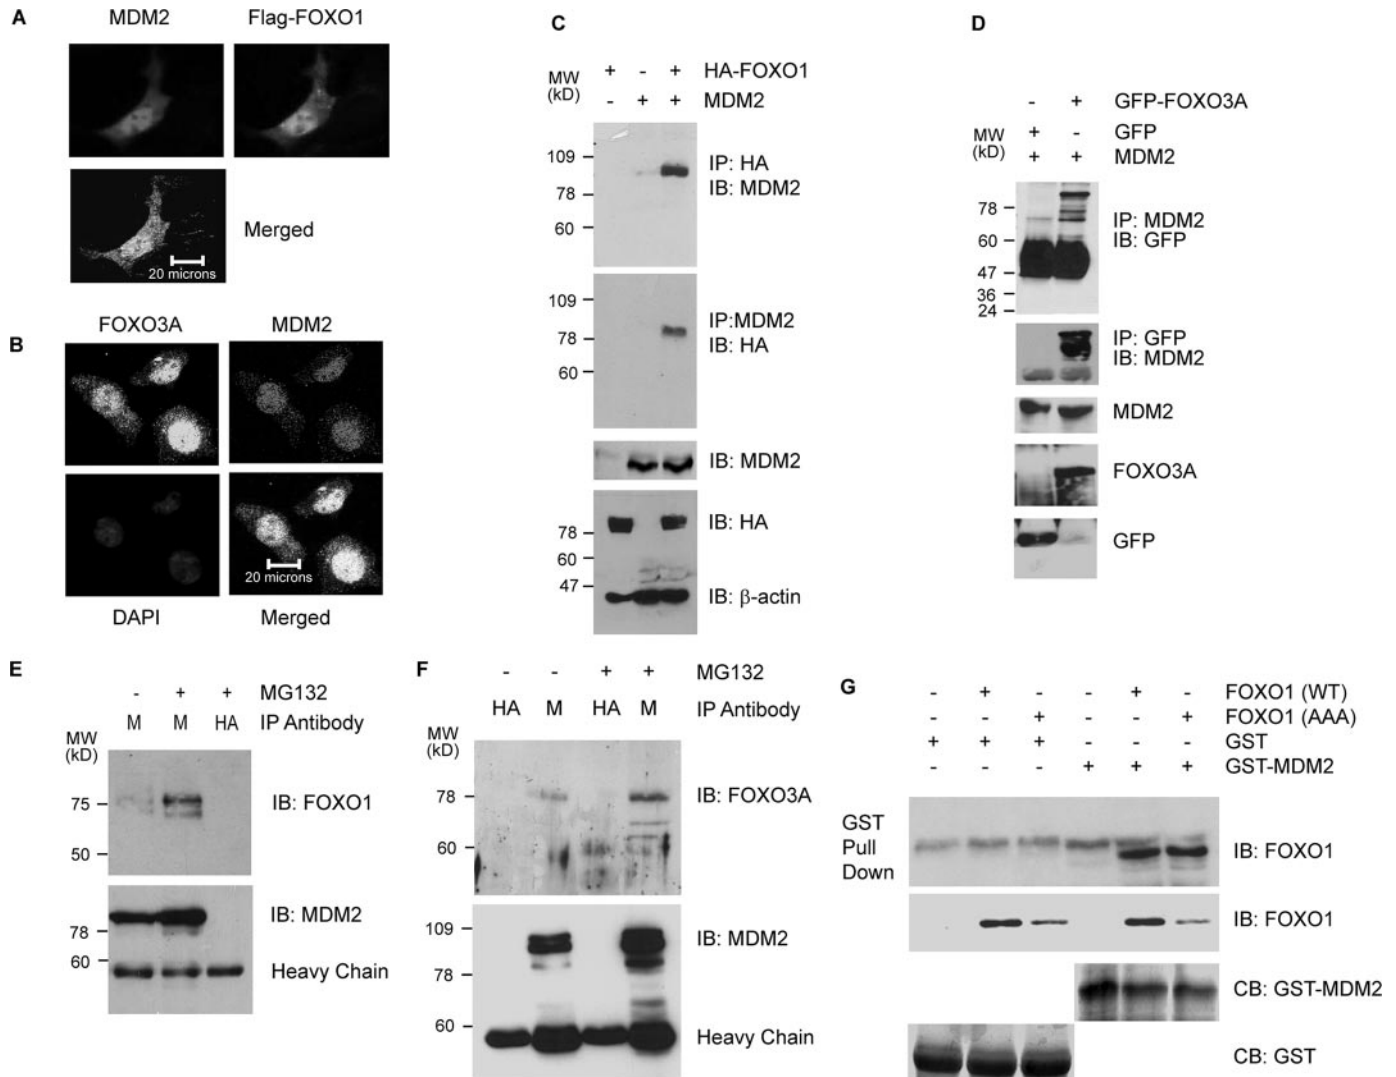 A
MDM2 Flag-FOXO1
Merged
20 microns
B
FOXO3A MDM2
20 microns
DAPI Merged
C
MW
(kD)
+ - + HA-FOXO1
- + + MDM2
109
78
60
IP: HA
IB: MDM2
109
78
60
IP:MDM2
IB: HA
IB: MDM2
IB: HA
78
60
47
IB: β-actin
D
MW
(kD)
- + GFP-FOXO3A
+ - GFP
+ + MDM2
78
60
47
36
24
IP: MDM2
IB: GFP
IP: GFP
IB: MDM2
MDM2
FOXO3A
GFP
E
- + + MG132
M M HA IP Antibody
MW
(kD)
75
50
IB: FOXO1
IB: MDM2
78
60
Heavy Chain
F
- - + + MG132
HA M HA M IP Antibody
MW
(kD)
78
60
IB: FOXO3A
109
78
60
IB: MDM2
Heavy Chain
G
- + - - + - FOXO1 (WT)
- - + - - + FOXO1 (AAA)
+ + + - - - GST
- - - + + + GST-MDM2
GST
Pull
Down
IB: FOXO1
IB: FOXO1
CB: GST-MDM2
CB: GST